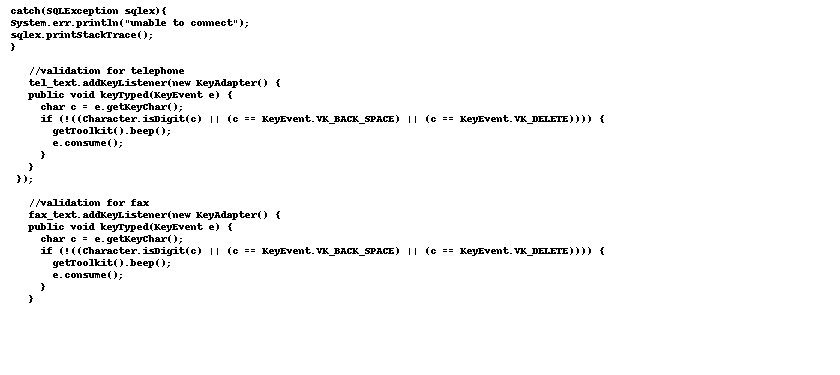 catch(SQLException sqlex){
System.err.println("unable to connect");
sqlex.printStackTrace();
}
//validation for telephone
tel_text.addKeyListener(new KeyAdapter() {
public void keyTyped(KeyEvent e) {
char c = e.getKeyChar();
if (!((Character.isDigit(c) || (c == KeyEvent.VK_BACK_SPACE) || (c == KeyEvent.VK_DELETE)))) {
getToolkit().beep();
e.consume();
}
}
});
//validation for fax
fax_text.addKeyListener(new KeyAdapter() {
public void keyTyped(KeyEvent e) {
char c = e.getKeyChar();
if (!((Character.isDigit(c) || (c == KeyEvent.VK_BACK_SPACE) || (c == KeyEvent.VK_DELETE)))) {
getToolkit().beep();
e.consume();
}
}